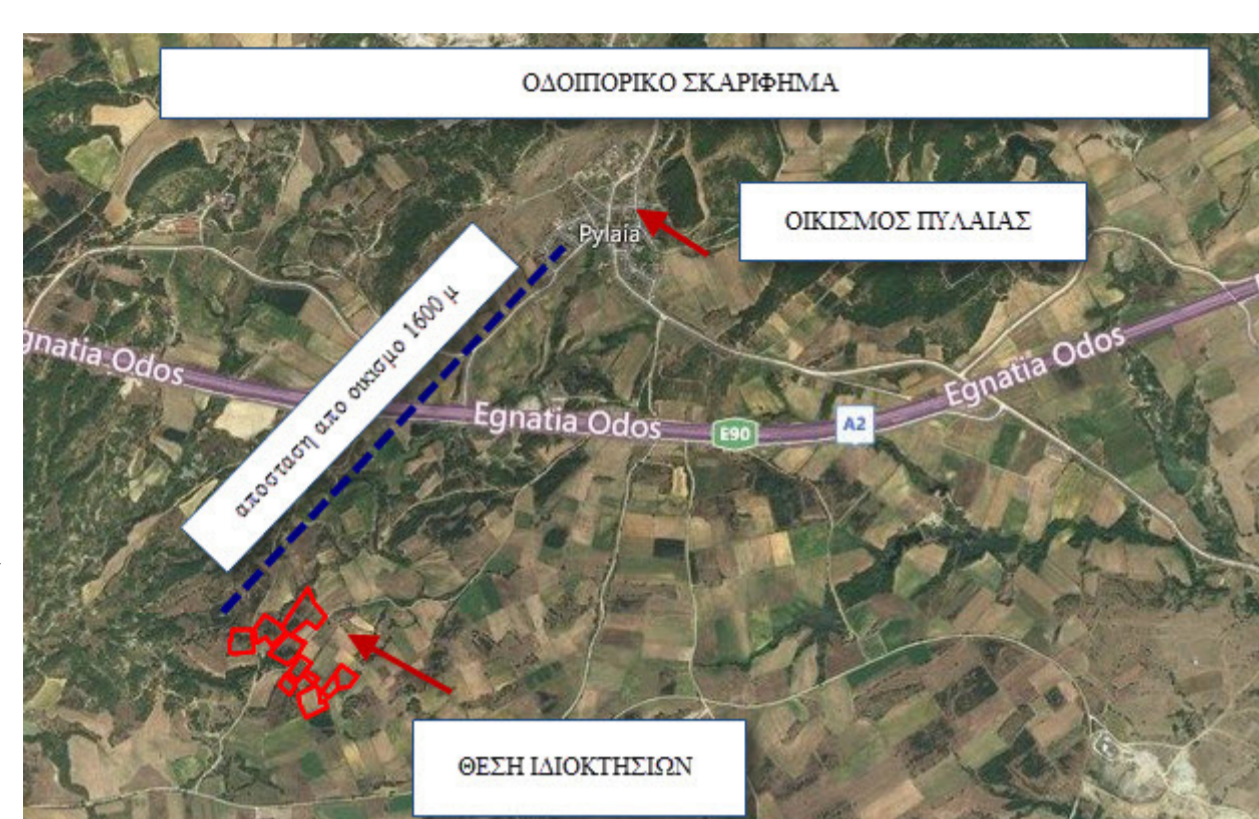 ΟΔΟΙΠΟΡΙΚΟ ΣΚΑΡΙΦΗΜΑ
ΟΙΚΙΣΜΟΣ ΠΥΛΑΙΑΣ
Pylaia
αποσταση απο οικισμο 1600 μ
gnatia Odos
Egnatia Odos
E90
A2
Egnatia Odos
ΘΕΣΗ ΙΔΙΟΚΤΗΣΙΩΝ